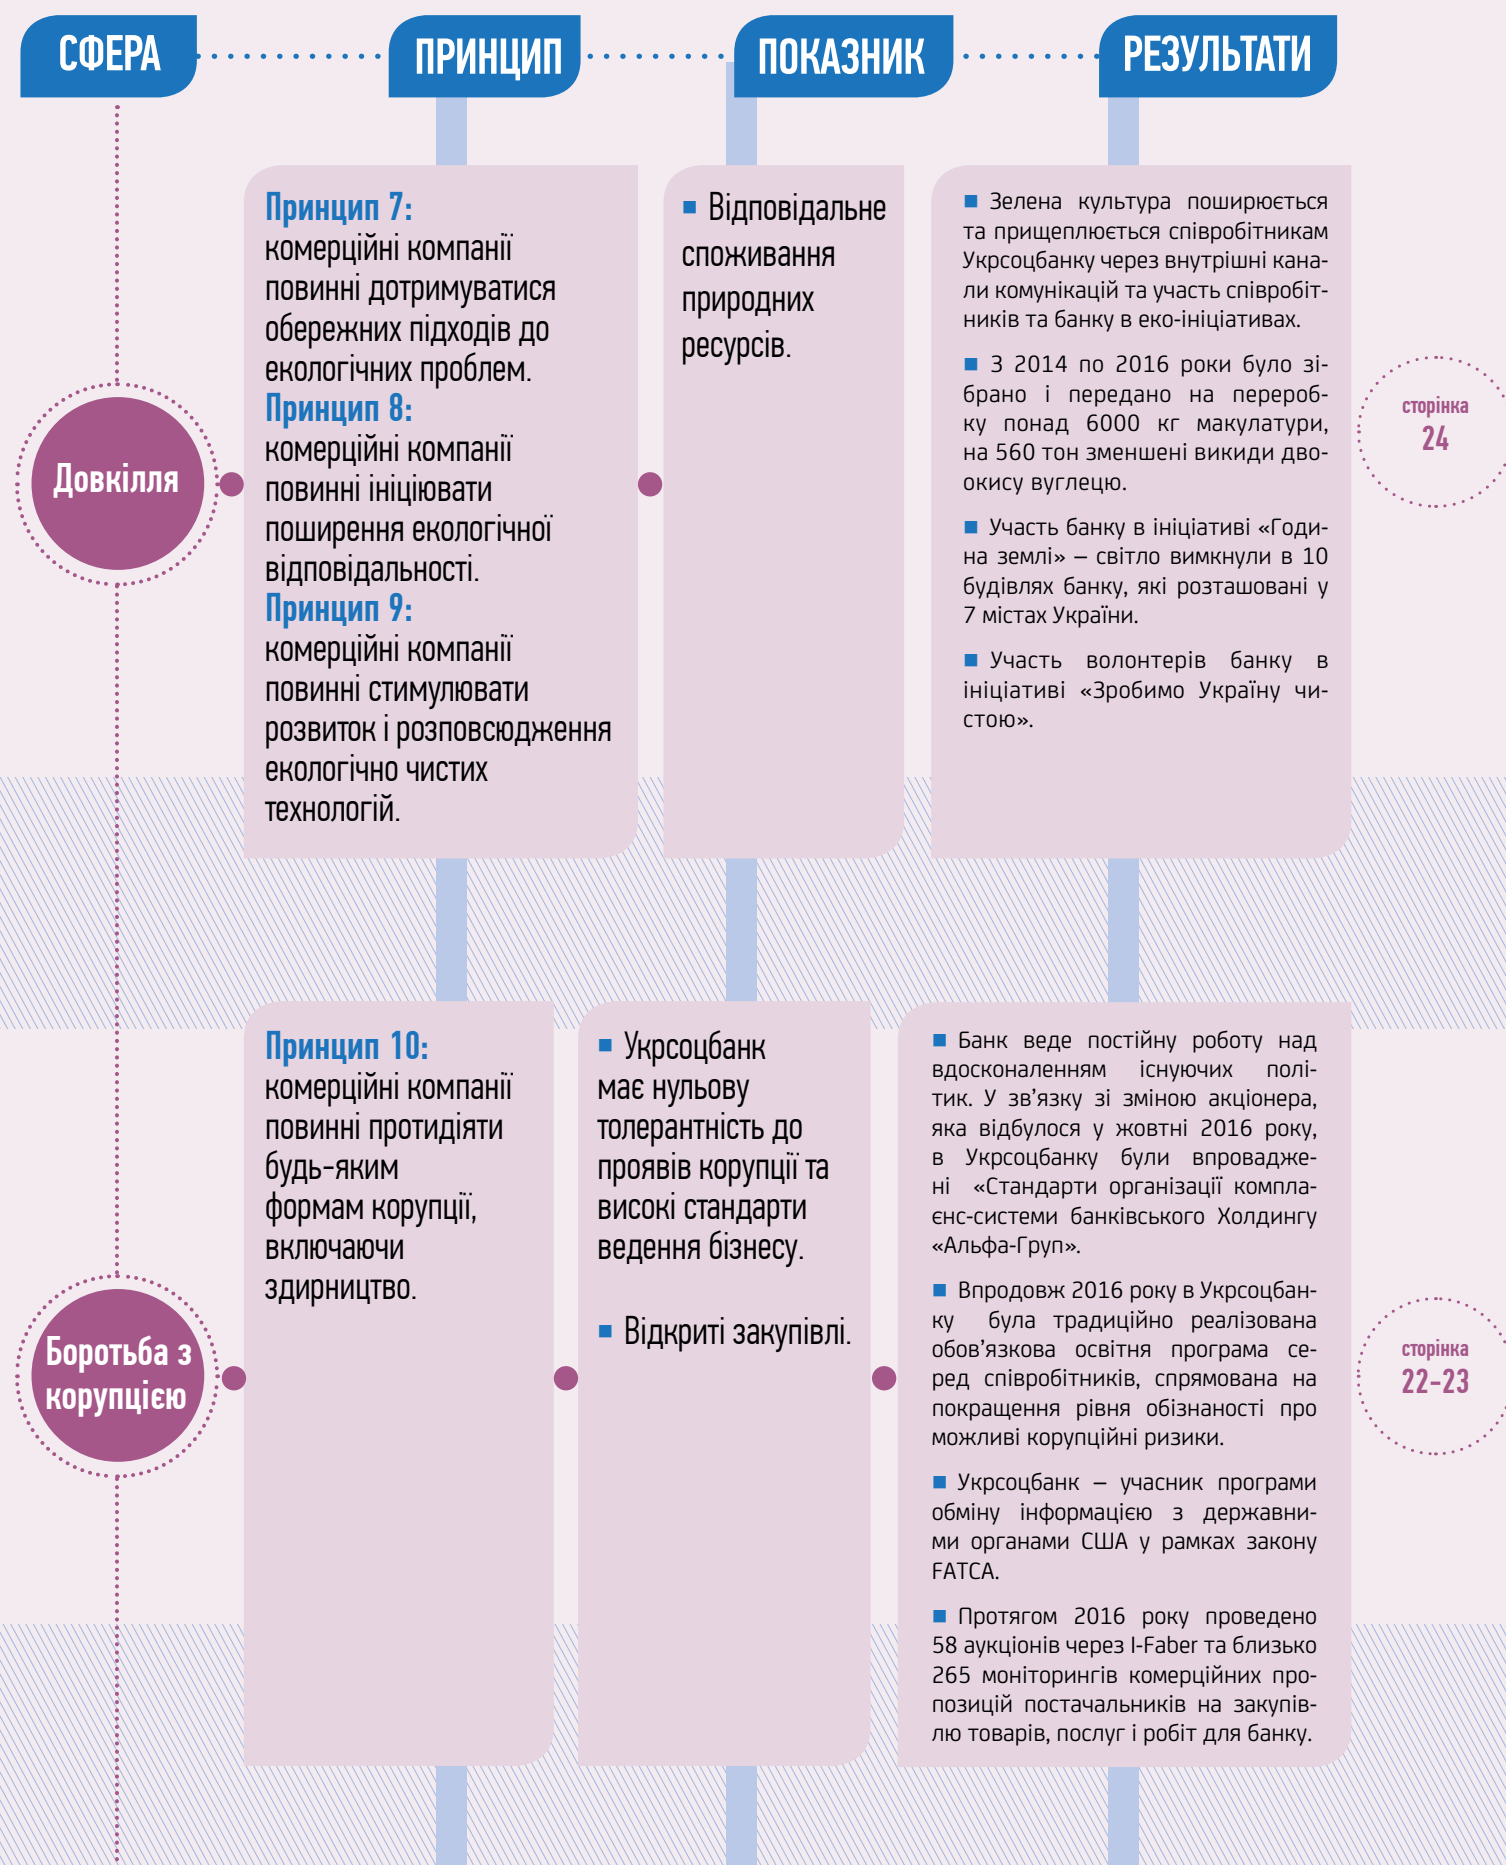 СФЕРА
ПРИНЦИП
ПОКАЗНИК
РЕЗУЛЬТАТИ
Довкілля
Принцип 7:
комерційні компанії
повинні дотримуватися
обережних підходів до
екологічних проблем.
Принцип 8:
комерційні компанії
повинні ініціювати
поширення екологічної
відповідальності.
Принцип 9:
комерційні компанії
повинні стимулювати
розвиток і розповсюдження
екологічно чистих
технологій.
Відповідальне
споживання
природних
ресурсів.
Зелена культура поширюється
та прищеплюється співробітникам
Укрсоцбанку через внутрішні кана-
ли комунікацій та участь співробіт-
ників та банку в еко-ініціативах.
З 2014 по 2016 роки було зі-
брано і передано на перероб-
ку понад 6000 кг макулатури,
на 560 тон зменшені викиди дво-
окису вуглецю.
Участь банку в ініціативі «Годи-
на землі» – світло вимкнули в 10
будівлях банку, які розташовані у
7 містах України.
Участь волонтерів банку в
ініціативі «Зробимо Україну чи-
стою».
сторінка
24
Боротьба з
корупцією
Принцип 10:
комерційні компанії
повинні протидіяти
будь-яким
формам корупції,
включаючи
здирництво.
Укрсоцбанк
має нульову
толерантність до
проявів корупції та
високі стандарти
ведення бізнесу.
Відкриті закупівлі.
Банк веде постійну роботу над
вдосконаленням існуючих полі-
тик. У зв’язку зі зміною акціонера,
яка відбулося у жовтні 2016 року,
в Укрсоцбанку були впровадже-
ні «Стандарти організації компла-
єнс-системи банківського Холдингу
«Альфа-Груп».
Впродовж 2016 року в Укрсоцбан-
ку була традиційно реалізована
обов’язкова освітня програма се-
ред співробітників, спрямована на
покращення рівня обізнаності про
можливі корупційні ризики.
Укрсоцбанк – учасник програми
обміну інформацією з державни-
ми органами США у рамках закону
FATCA.
Протягом 2016 року проведено
58 аукціонів через I-Faber та близько
265 моніторингів комерційних про-
позицій постачальників на закупів-
лю товарів, послуг і робіт для банку.
сторінка
22-23